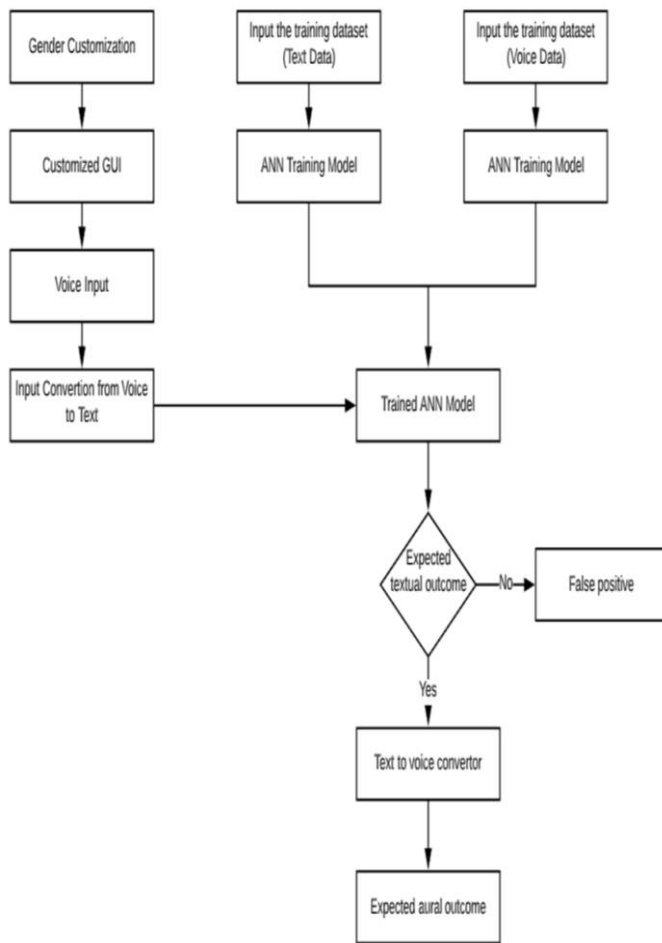 Gender Customization
Input the training dataset
(Text Data)
Input the training dataset
(Voice Data)
Customized GUI
ANN Training Model
ANN Training Model
Voice Input
Input Convertion from Voice
to Text
Trained ANN Model
Expected
textual outcome
No
False positive
Yes
Text to voice convertor
Expected aural outcome